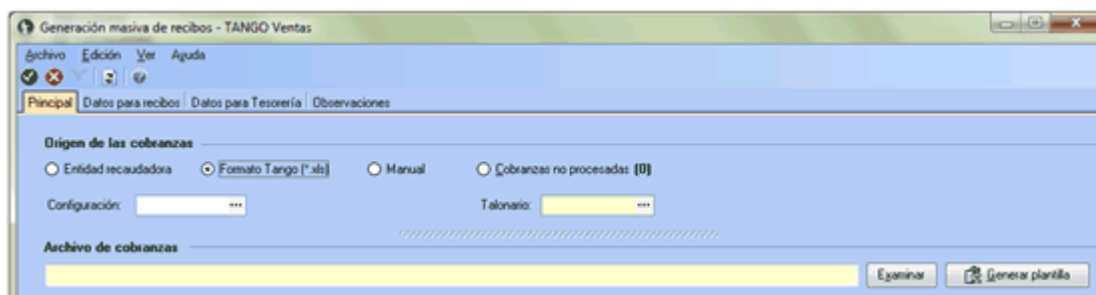 Generación masiva de recibos - TANGO Ventas
Archivo Edición Ver Ayuda
Principal Datos para recibos Datos para Tesorería Observaciones
Origen de las cobranzas
Entidad recaudadora Formato Tango (*.xls) Manual Cobranzas no procesadas (0)
Configuración: ... Talonario: ...
Archivo de cobranzas
Examinar Generar plantilla